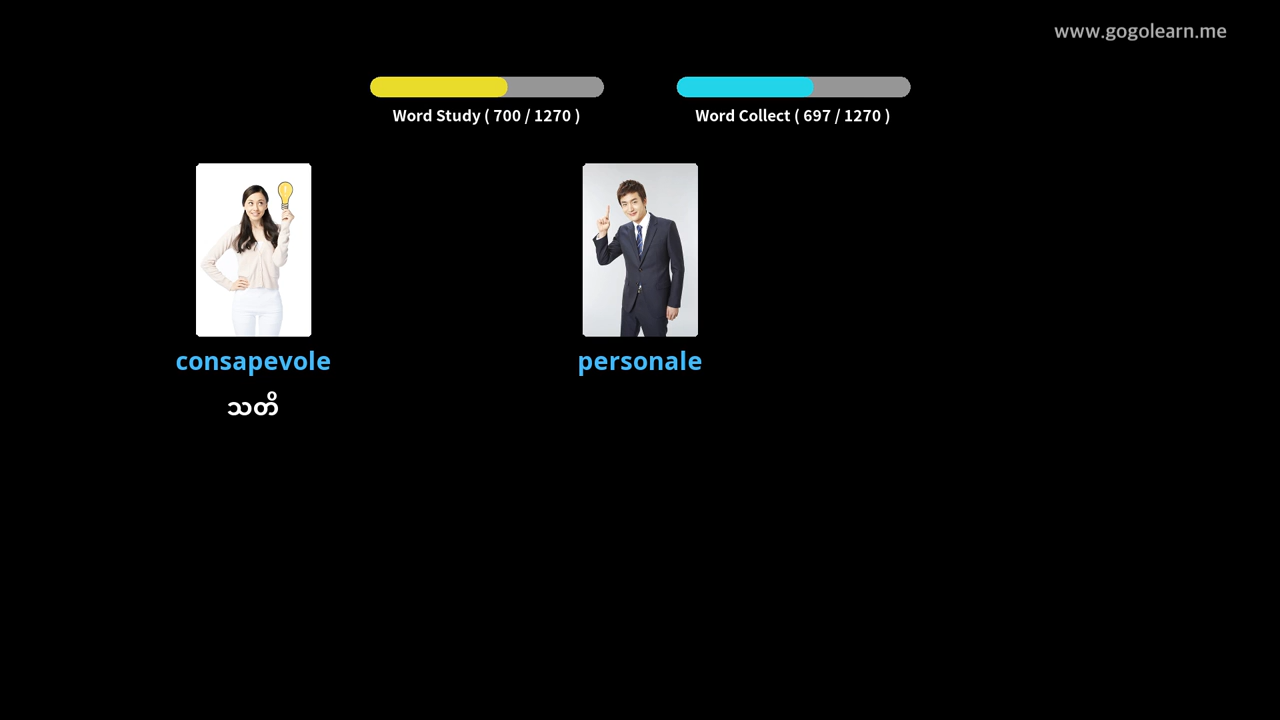 www.gogolearn.me
Word Study ( 700 / 1270 )
Word Collect ( 697 / 1270 )
consapevole
personale
သတိ